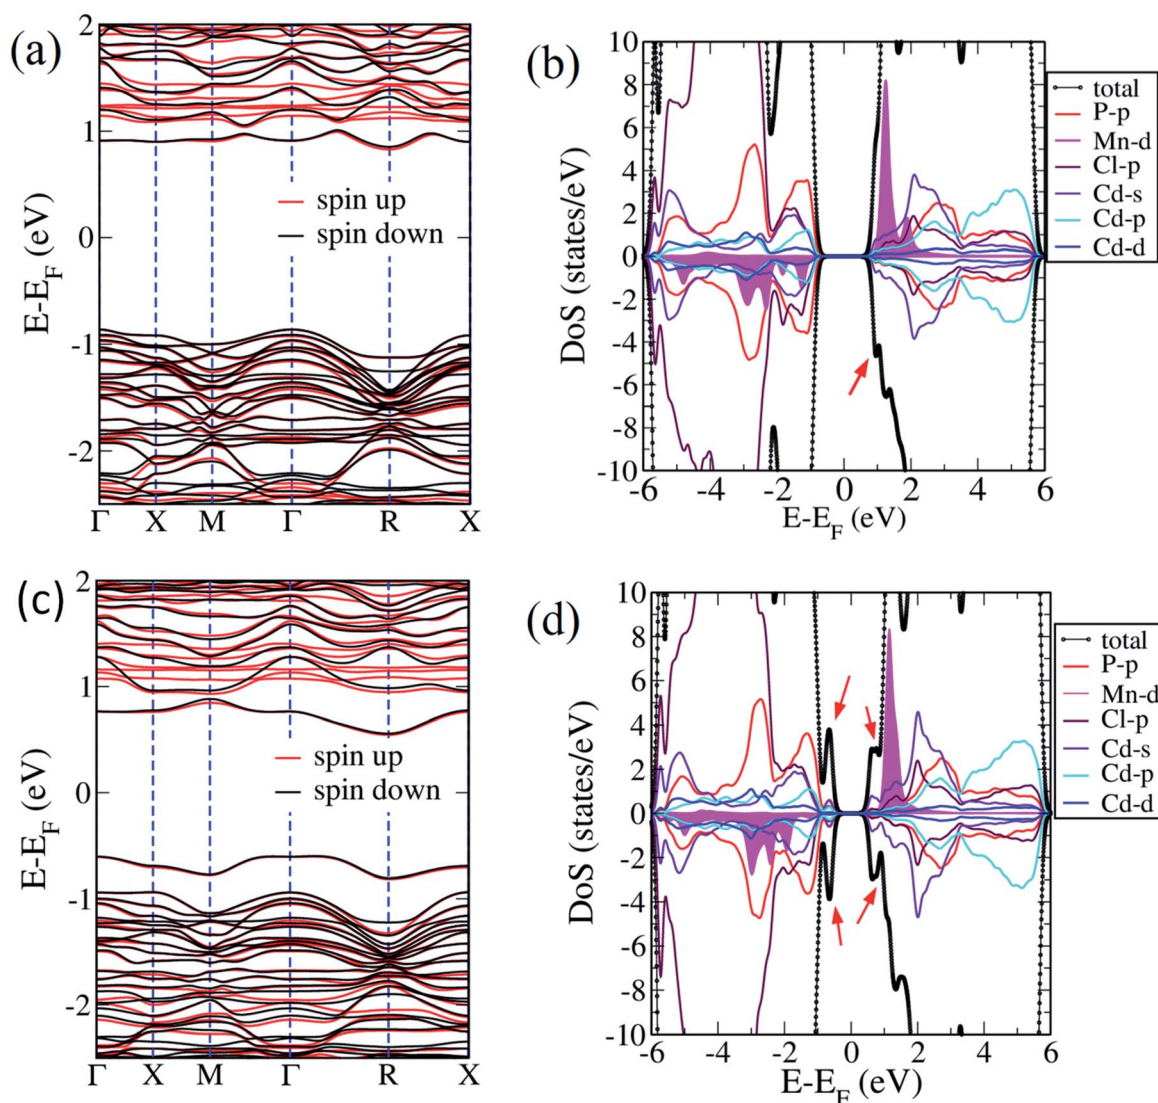 (a)
2
1
0
-1
-2
E-E_F (eV)
spin up
spin down
Γ X M Γ R X
(b)
10
8
6
4
2
0
-2
-4
-6
-8
-10
DoS (states/eV)
-6 -4 -2 0 2 4 6
E-E_F (eV)
total
P-p
Mn-d
Cl-p
Cd-s
Cd-p
Cd-d
(c)
2
1
0
-1
-2
E-E_F (eV)
spin up
spin down
Γ X M Γ R X
(d)
10
8
6
4
2
0
-2
-4
-6
-8
-10
DoS (states/eV)
-6 -4 -2 0 2 4 6
E-E_F (eV)
total
P-p
Mn-d
Cl-p
Cd-s
Cd-p
Cd-d